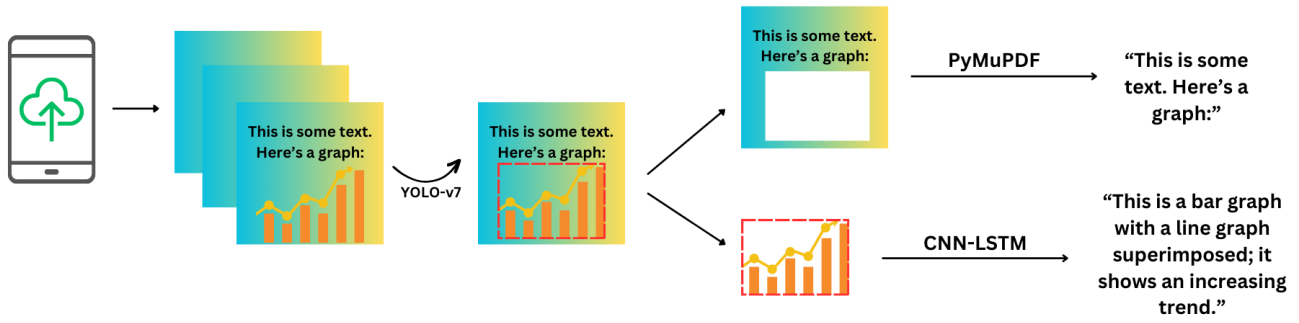 This is some text.
Here's a graph:
YOLO-v7
This is some text.
Here's a graph:
This is some text.
Here's a graph:
PyMuPDF
“This is some
text. Here's a
graph:”
CNN-LSTM
“This is a bar graph
with a line graph
superimposed; it
shows an increasing
trend.”